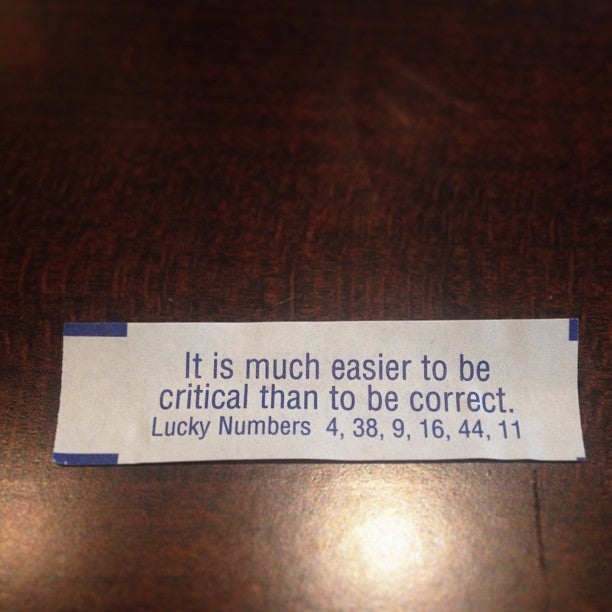 It is much easier to be
critical than to be correct.
Lucky Numbers 4, 38, 9, 16, 44, 11